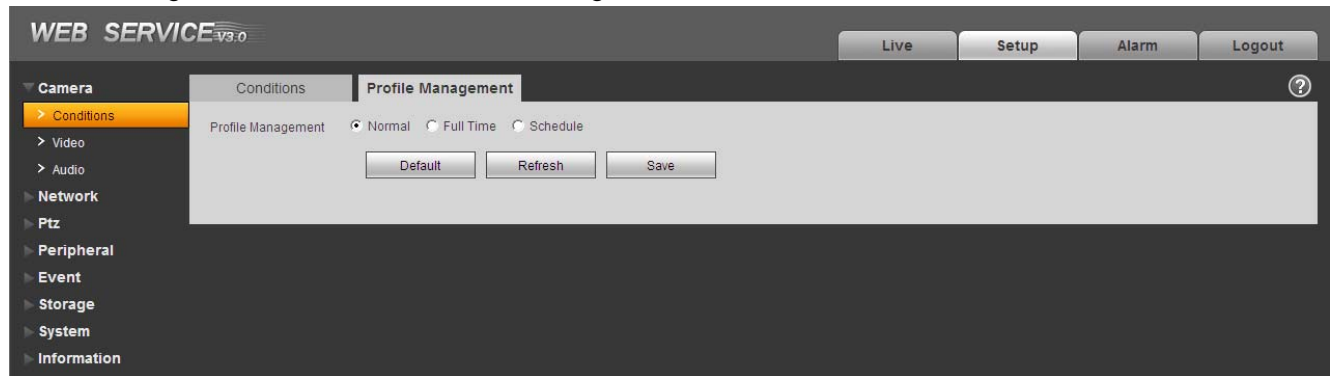 WEB SERVICE V3.0
Live Setup Alarm Logout
Camera
Conditions Profile Management
?
> Conditions
Profile Management Normal Full Time Schedule
> Video
> Audio
Default Refresh Save
Network
Ptz
Peripheral
Event
Storage
System
Information